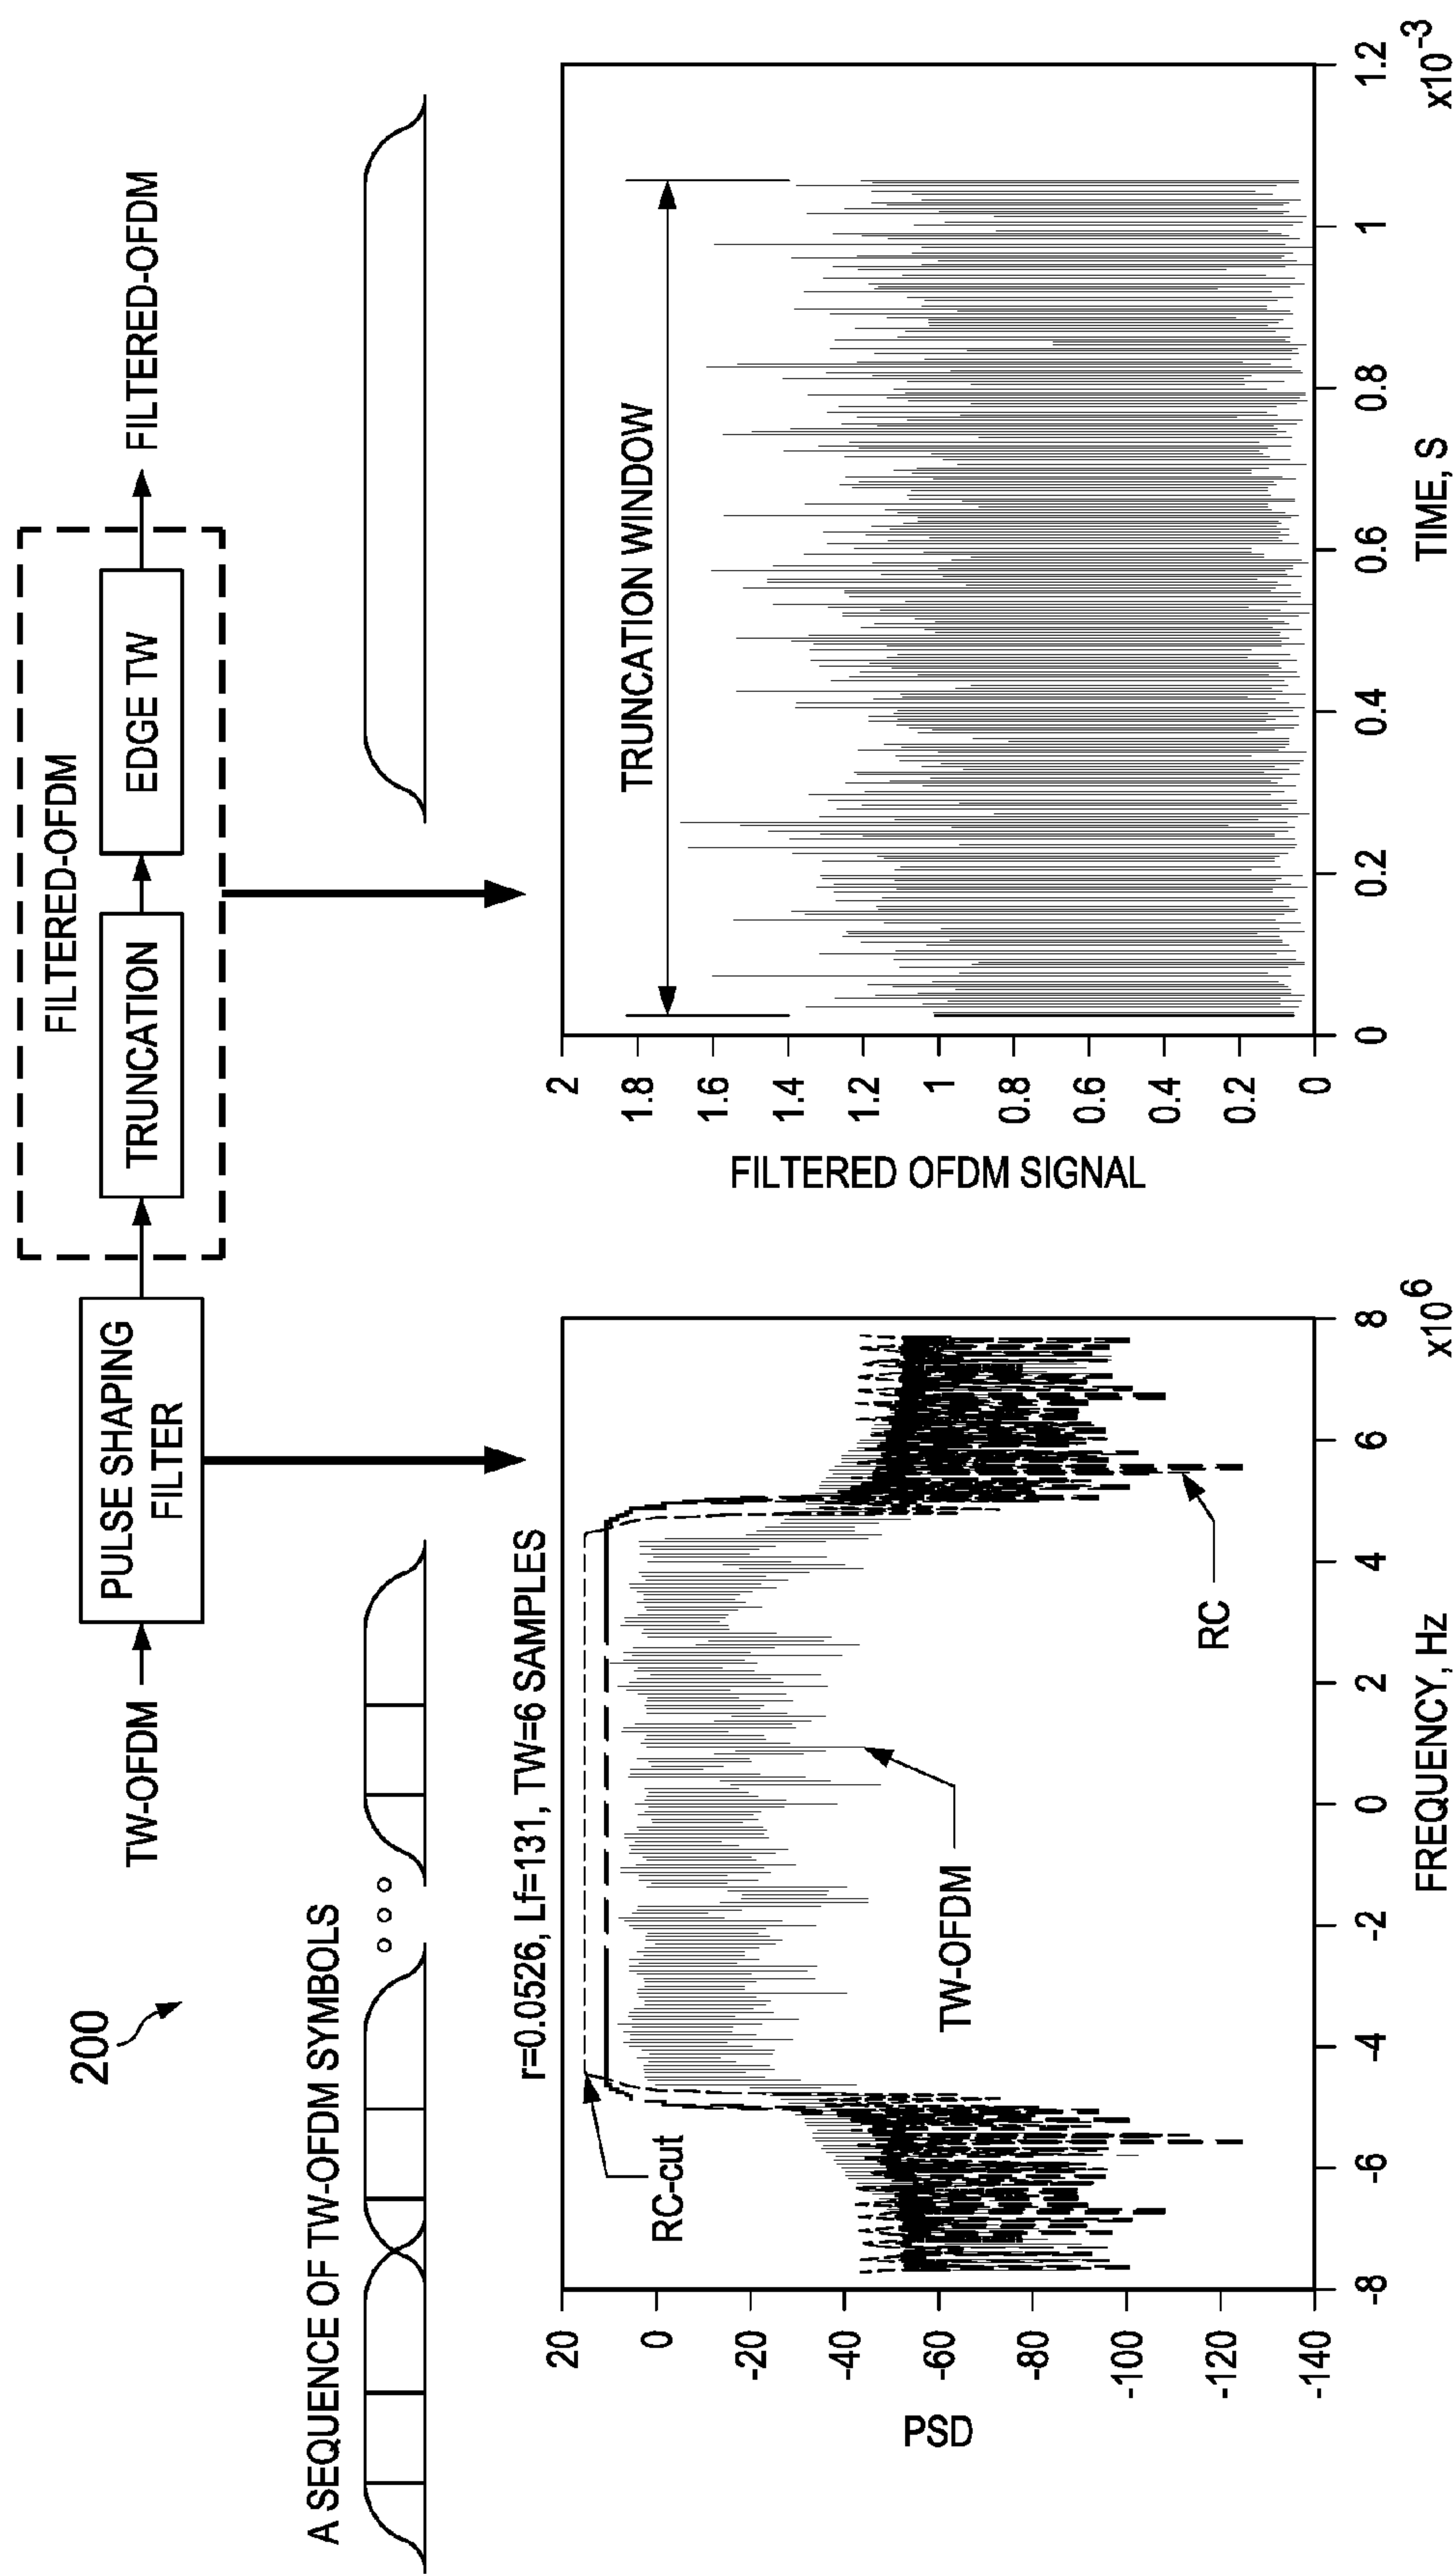 200
A SEQUENCE OF TW-OFDM SYMBOLS
TW-OFDM
PULSE SHAPING
FILTER
FILTERED-OFDM
TRUNCATION
EDGE TW
FILTERED-OFDM
r=0.0526, Lf=131, TW=6 SAMPLES
PSD
20
0
-20
-40
-60
-80
-100
-120
-140
RC-cut
TW-OFDM
RC
-8
-6
-4
-2
0
2
4
6
8
x10^6
FREQUENCY, Hz
FILTERED OFDM SIGNAL
2
1.8
1.6
1.4
1.2
1
0.8
0.6
0.4
0.2
0
TRUNCATION WINDOW
0
0.2
0.4
0.6
0.8
1
1.2
x10^-3
TIME, S